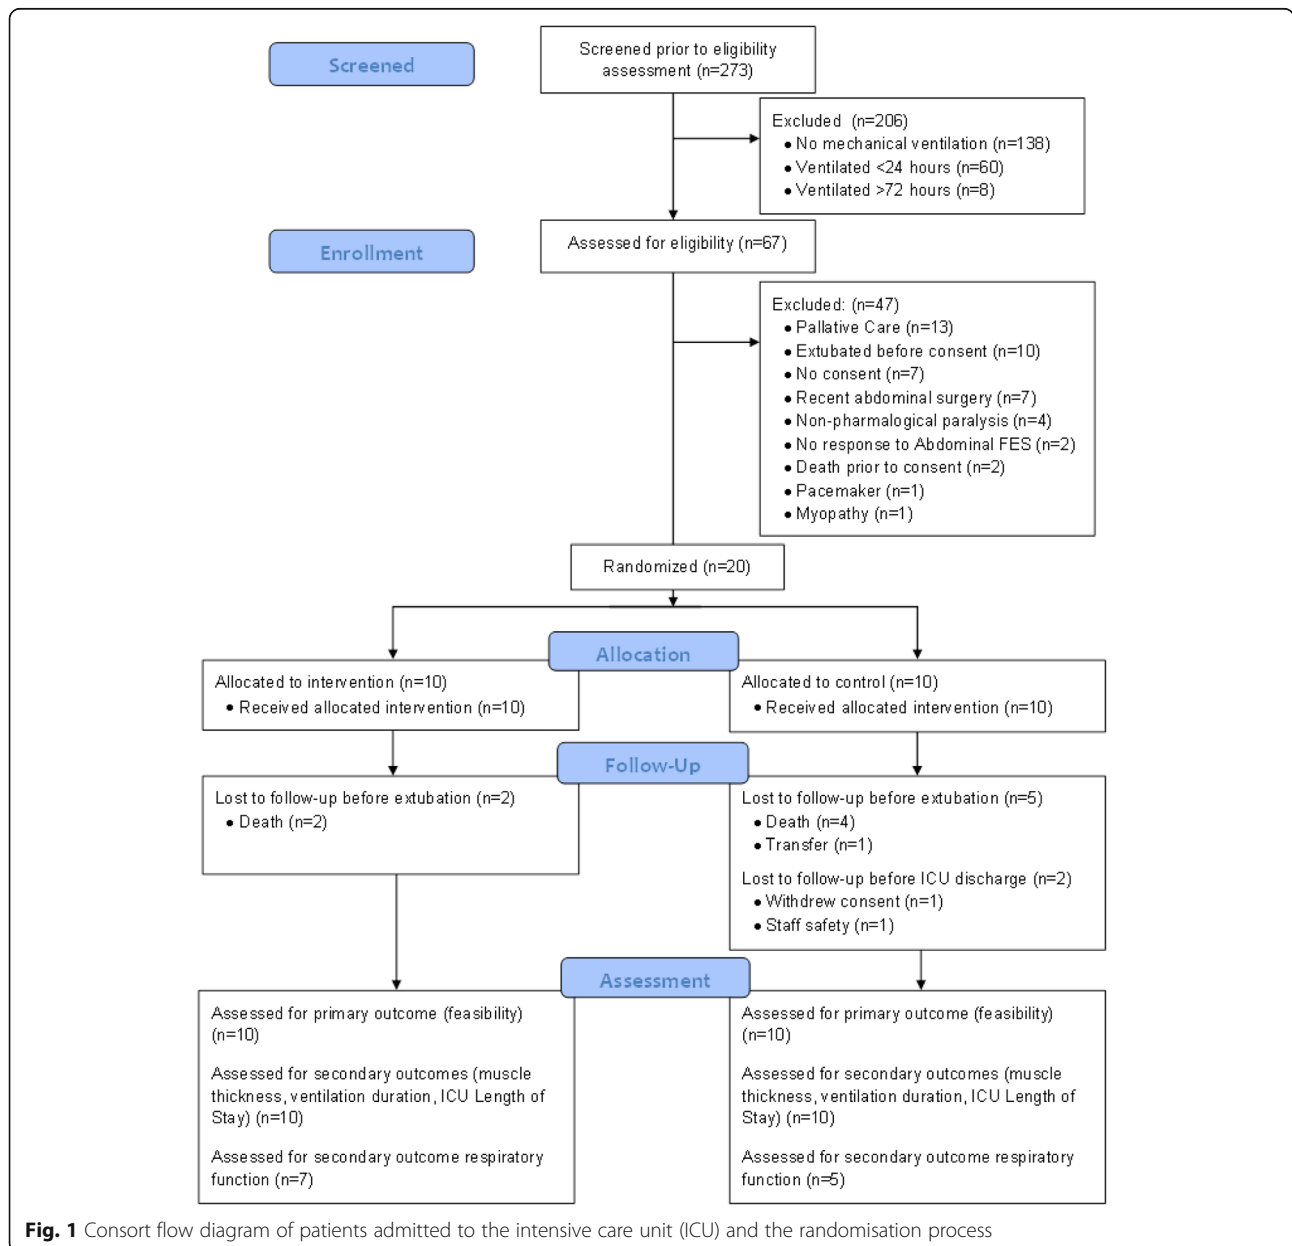 Screened
Screened prior to eligibility
assessment (n=273)
Excluded (n=206)
• No mechanical ventilation (n=138)
• Ventilated <24 hours (n=60)
• Ventilated >72 hours (n=8)
Enrollment
Assessed for eligibility (n=67)
Excluded: (n=47)
• Pallative Care (n=13)
• Extubated before consent (n=10)
• No consent (n=7)
• Recent abdominal surgery (n=7)
• Non-pharmalogical paralysis (n=4)
• No response to Abdominal FES (n=2)
• Death prior to consent (n=2)
• Pacemaker (n=1)
• Myopathy (n=1)
Randomized (n=20)
Allocation
Allocated to intervention (n=10)
• Received allocated intervention (n=10)
Allocated to control (n=10)
• Received allocated intervention (n=10)
Follow-Up
Lost to follow-up before extubation (n=2)
• Death (n=2)
Lost to follow-up before extubation (n=5)
• Death (n=4)
• Transfer (n=1)
Lost to follow-up before ICU discharge (n=2)
• Withdrew consent (n=1)
• Staff safety (n=1)
Assessment
Assessed for primary outcome (feasibility)
(n=10)
Assessed for secondary outcomes (muscle
thickness, ventilation duration, ICU Length of
Stay) (n=10)
Assessed for secondary outcome respiratory
function (n=7)
Assessed for primary outcome (feasibility)
(n=10)
Assessed for secondary outcomes (muscle
thickness, ventilation duration, ICU Length of
Stay) (n=10)
Assessed for secondary outcome respiratory
function (n=5)
Fig. 1 Consort flow diagram of patients admitted to the intensive care unit (ICU) and the randomisation process